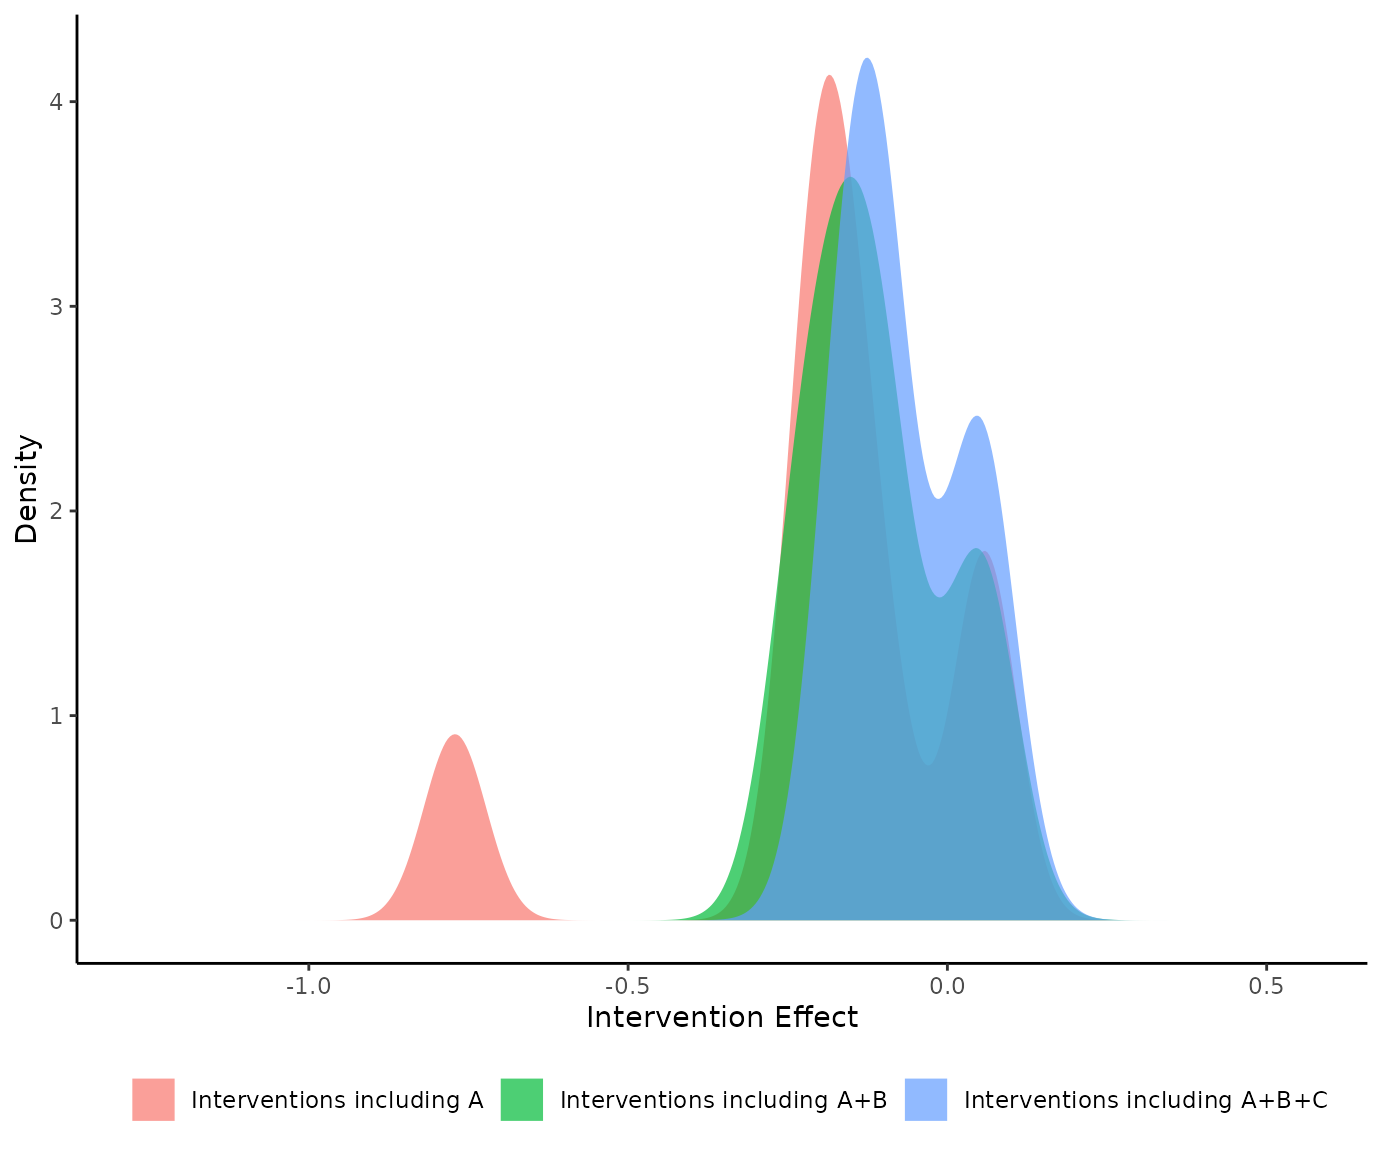 Density
4
3
2
1
0
-1.0 -0.5 0.0 0.5
Intervention Effect
Interventions including A Interventions including A+B Interventions including A+B+C